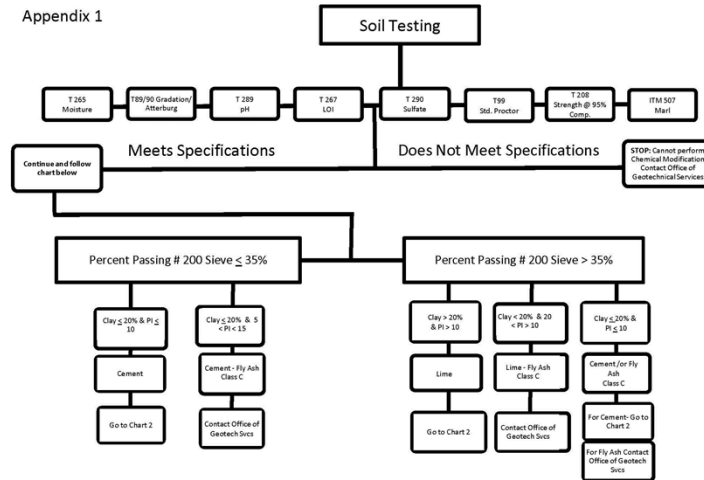 Appendix 1
Soil Testing
T 265
Moisture
T89/90 Gradation/
Atterburg
T 289
pH
T 267
LOI
T 290
Sulfate
T99
Std. Proctor
T 208
Strength @ 95%
Comp.
ITM 507
Marl
Continue and follow
chart below
Meets Specifications
Does Not Meet Specifications
STOP: Cannot perform
Chemical Modification
Contact Office of
Geotechnical Services
Percent Passing # 200 Sieve ≤ 35%
Percent Passing # 200 Sieve > 35%
Clay ≤ 20% & PI ≤
10
Clay ≤ 20% & 5
< PI < 15
Clay > 20%
& PI > 10
Clay < 20% & 20
< PI > 10
Clay ≤ 20% &
PI ≤ 10
Cement
Cement - Fly Ash
Class C
Lime
Lime - Fly Ash
Class C
Cement /or Fly
Ash
Class C
Go to Chart 2
Contact Office of
Geotech Svcs
Go to Chart 2
Contact Office of
Geotech Svcs
For Cement- Go to
Chart 2
For Fly Ash Contact
Office of Geotech
Svcs